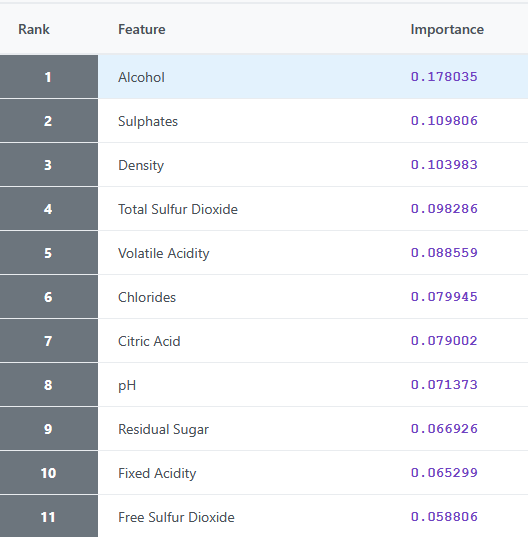 Rank Feature Importance
1 Alcohol 0.178035
2 Sulphates 0.109806
3 Density 0.103983
4 Total Sulfur Dioxide 0.098286
5 Volatile Acidity 0.088559
6 Chlorides 0.079945
7 Citric Acid 0.079002
8 pH 0.071373
9 Residual Sugar 0.066926
10 Fixed Acidity 0.065299
11 Free Sulfur Dioxide 0.058806